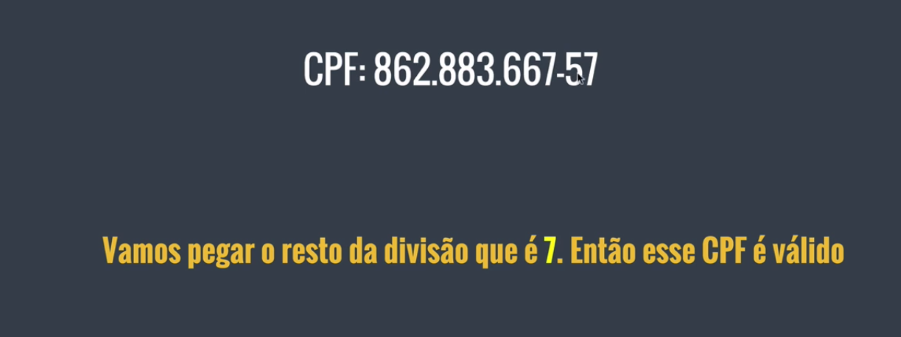 CPF: 862.883.667-57
Vamos pegar o resto da divisão que é 7. Então esse CPF é válido